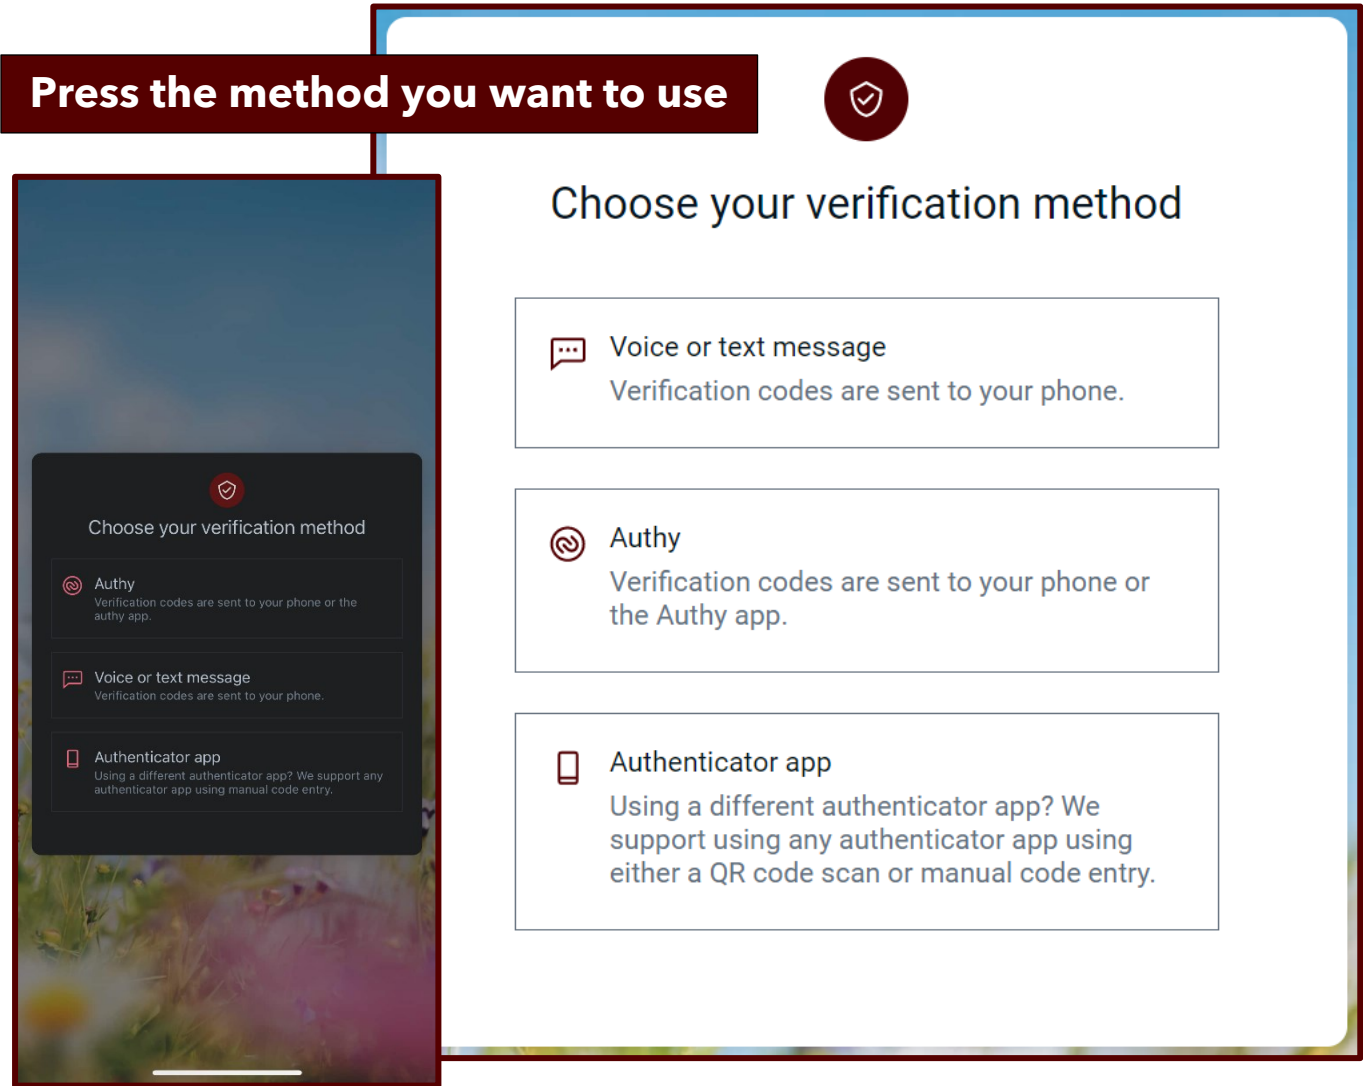 Press the method you want to use
Choose your verification method
Voice or text message
Verification codes are sent to your phone.
Authy
Verification codes are sent to your phone or
the Authy app.
Authenticator app
Using a different authenticator app? We
support using any authenticator app using
either a QR code scan or manual code entry.
Choose your verification method
Authy
Verification codes are sent to your phone or the
authy app.
Voice or text message
Verification codes are sent to your phone.
Authenticator app
Using a different authenticator app? We support any
authenticator app using manual code entry.